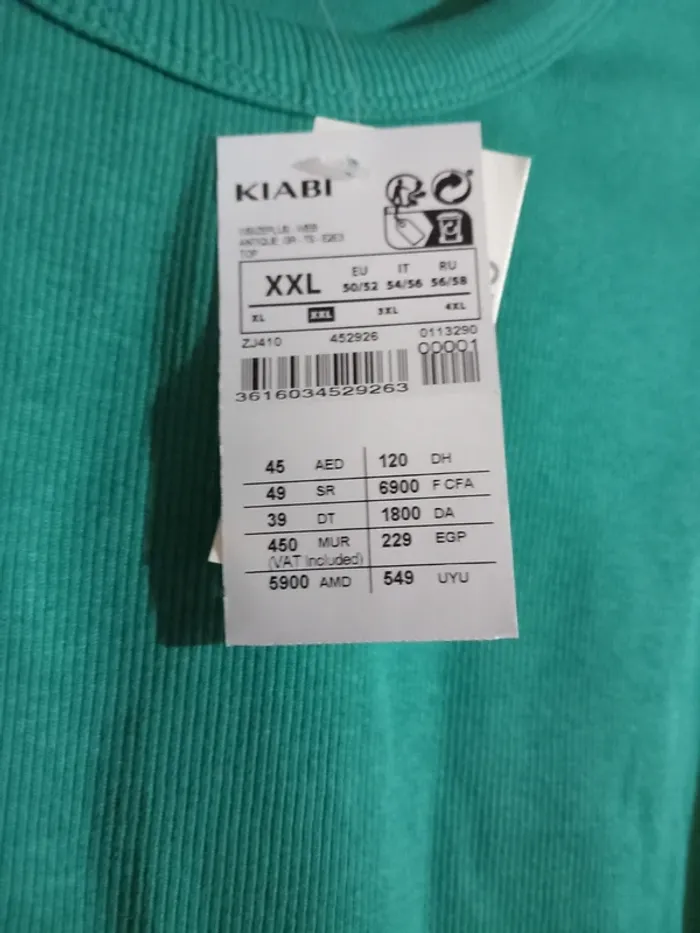 KIABI
TOP
EU IT RU
XXL 50/52 54/56 56/58
XL XXL 3XL 4XL
ZJ410 452926 0113290
00001
3616034529263
45 AED 120 DH
49 SR 6900 F CFA
39 DT 1800 DA
450 MUR 229 EGP
(VAT Included)
5900 AMD 549 UYU